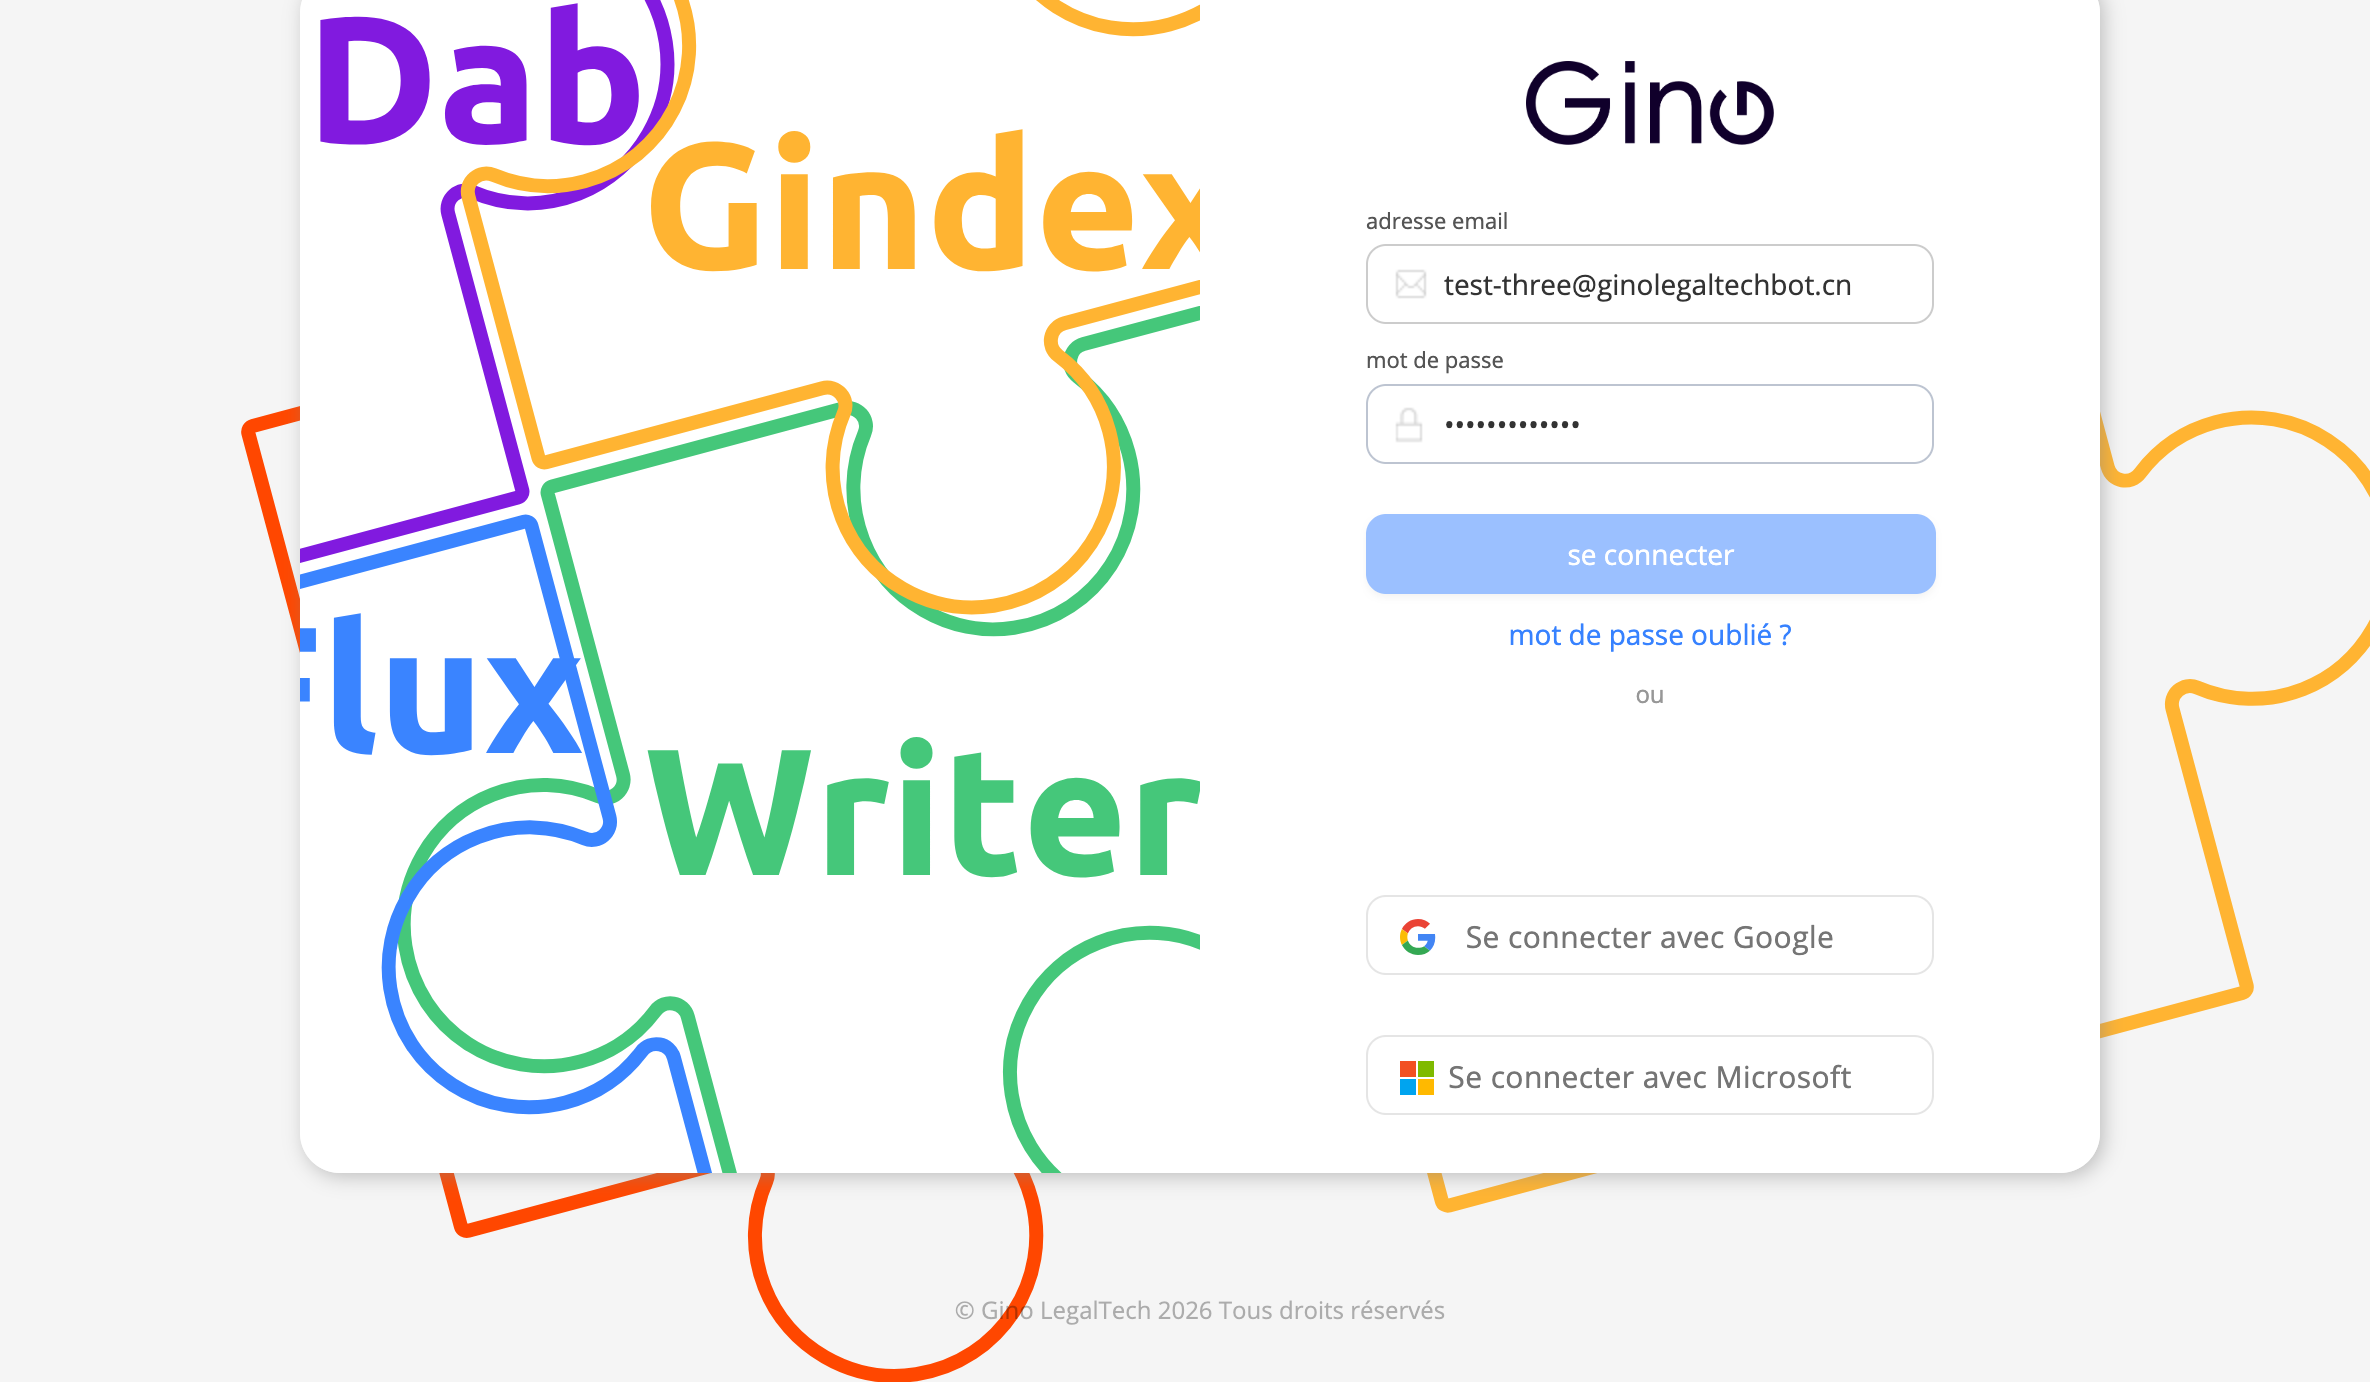 Dab
Gindex
Flux
Writer
Gino
adresse email
test-three@ginolegaltechbot.cn
mot de passe
•••••••••••••
se connecter
mot de passe oublié ?
ou
Se connecter avec Google
Se connecter avec Microsoft
© Gino LegalTech 2026 Tous droits réservés